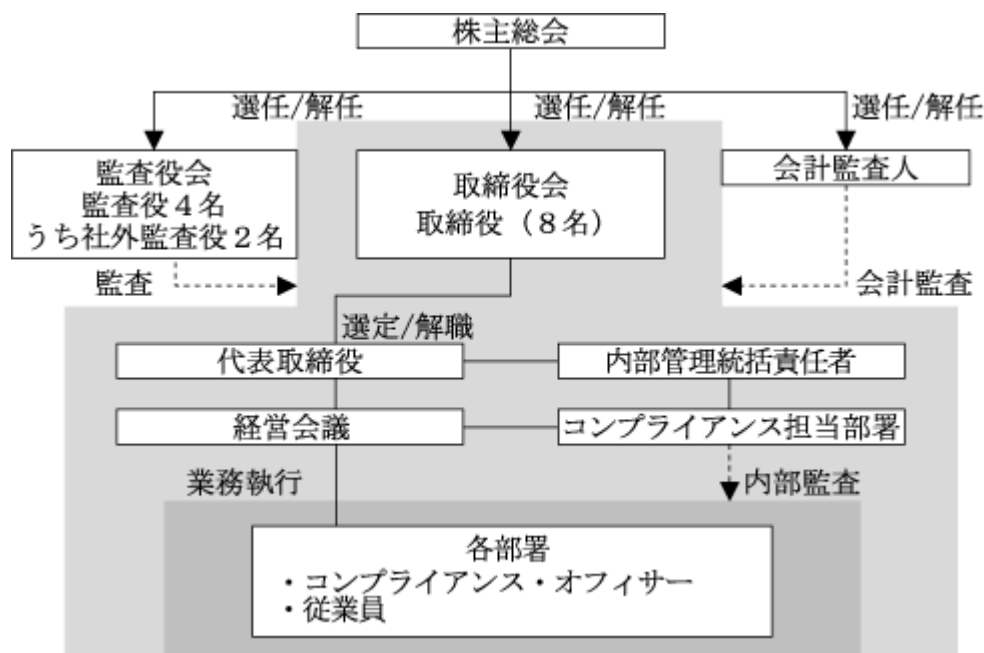 株主総会
選任/解任
選任/解任
選任/解任
監査役会
監査役４名
うち社外監査役２名
取締役会
取締役（８名）
会計監査人
監査
会計監査
選定/解職
代表取締役
内部管理統括責任者
経営会議
コンプライアンス担当部署
業務執行
内部監査
各部署
・コンプライアンス・オフィサー
・従業員